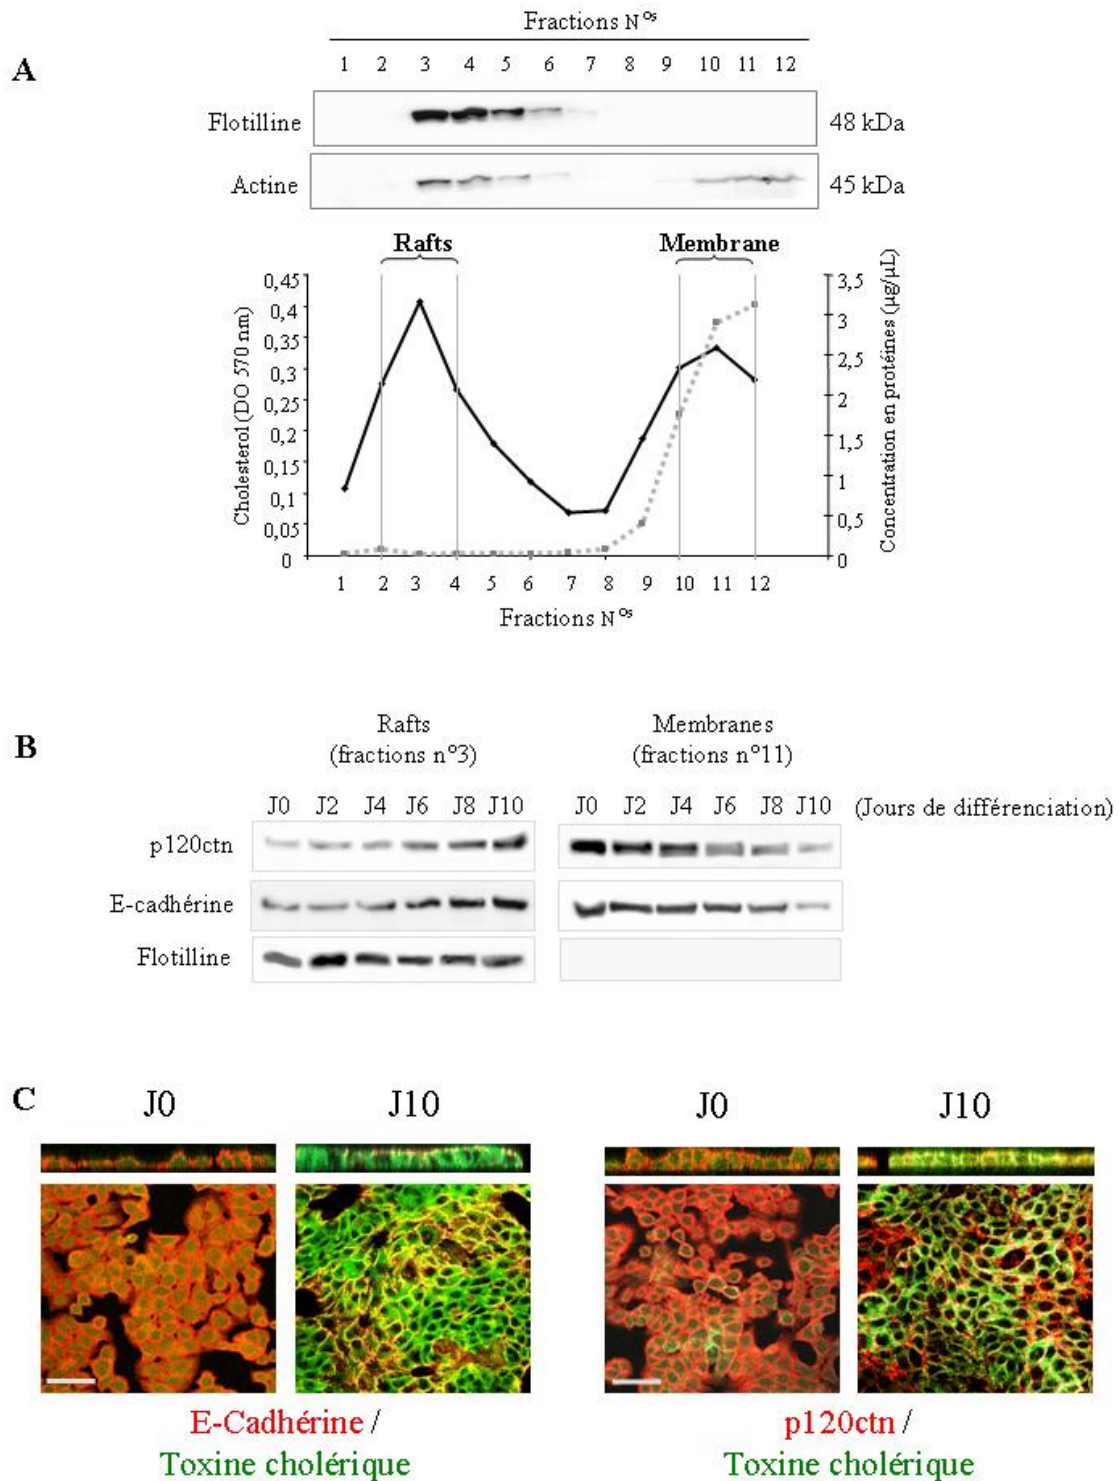 Fractions N°ˢ
A
1 2 3 4 5 6 7 8 9 10 11 12
Flotilline 48 kDa
Actine 45 kDa
Rafts Membrane
Cholesterol (DO 570 nm)
0,45
0,4
0,35
0,3
0,25
0,2
0,15
0,1
0,05
0
3,5
3
2,5
2
1,5
1
0,5
0
Concentration en protéines (µg/µL)
1 2 3 4 5 6 7 8 9 10 11 12
Fractions N°ˢ
B
Rafts
(fractions n°3)
Membranes
(fractions n°11)
J0 J2 J4 J6 J8 J10 J0 J2 J4 J6 J8 J10 (Jours de différenciation)
p120ctn
E-cadhérine
Flotilline
C
J0 J10 J0 J10
E-Cadhérine /
Toxine cholérique
p120ctn /
Toxine cholérique